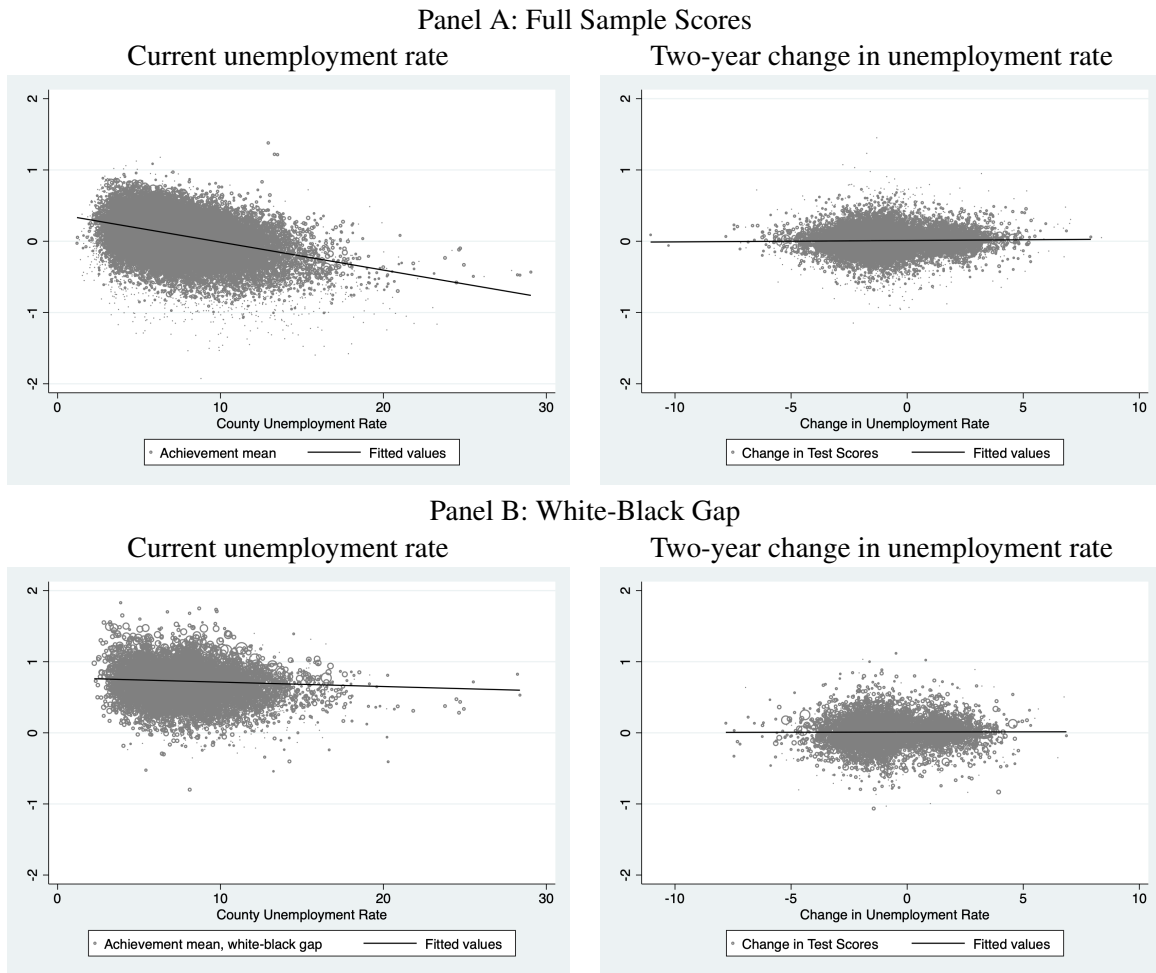 Panel A: Full Sample Scores
Current unemployment rate
2
1
0
-1
-2
0 10 20 30
County Unemployment Rate
Achievement mean Fitted values
Two-year change in unemployment rate
2
1
0
-1
-2
-10 -5 0 5 10
Change in Unemployment Rate
Change in Test Scores Fitted values
Panel B: White-Black Gap
Current unemployment rate
2
1
0
-1
-2
0 10 20 30
County Unemployment Rate
Achievement mean, white-black gap Fitted values
Two-year change in unemployment rate
2
1
0
-1
-2
-10 -5 0 5 10
Change in Unemployment Rate
Change in Test Scores Fitted values